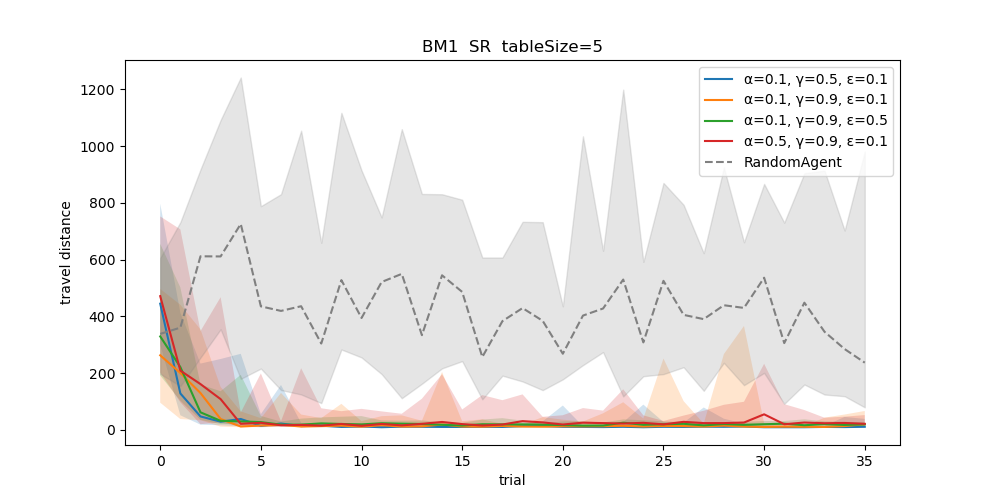 BM1 SR tableSize=5
travel distance
1200
1000
800
600
400
200
0
α=0.1, γ=0.5, ε=0.1
α=0.1, γ=0.9, ε=0.1
α=0.1, γ=0.9, ε=0.5
α=0.5, γ=0.9, ε=0.1
RandomAgent
0 5 10 15 20 25 30 35
trial